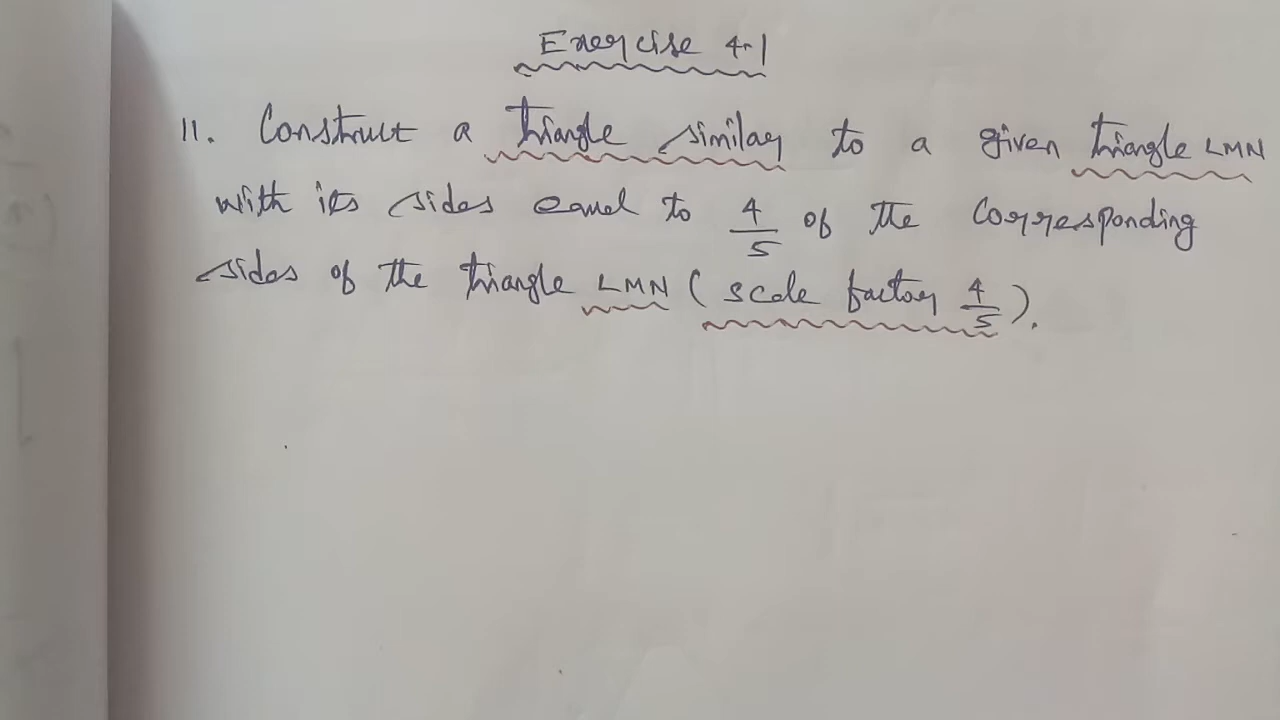 Exercise 4.1
11. Construct a triangle similar to a given triangle LMN
with its sides equal to 4/5 of the corresponding
sides of the triangle LMN (scale factor 4/5).